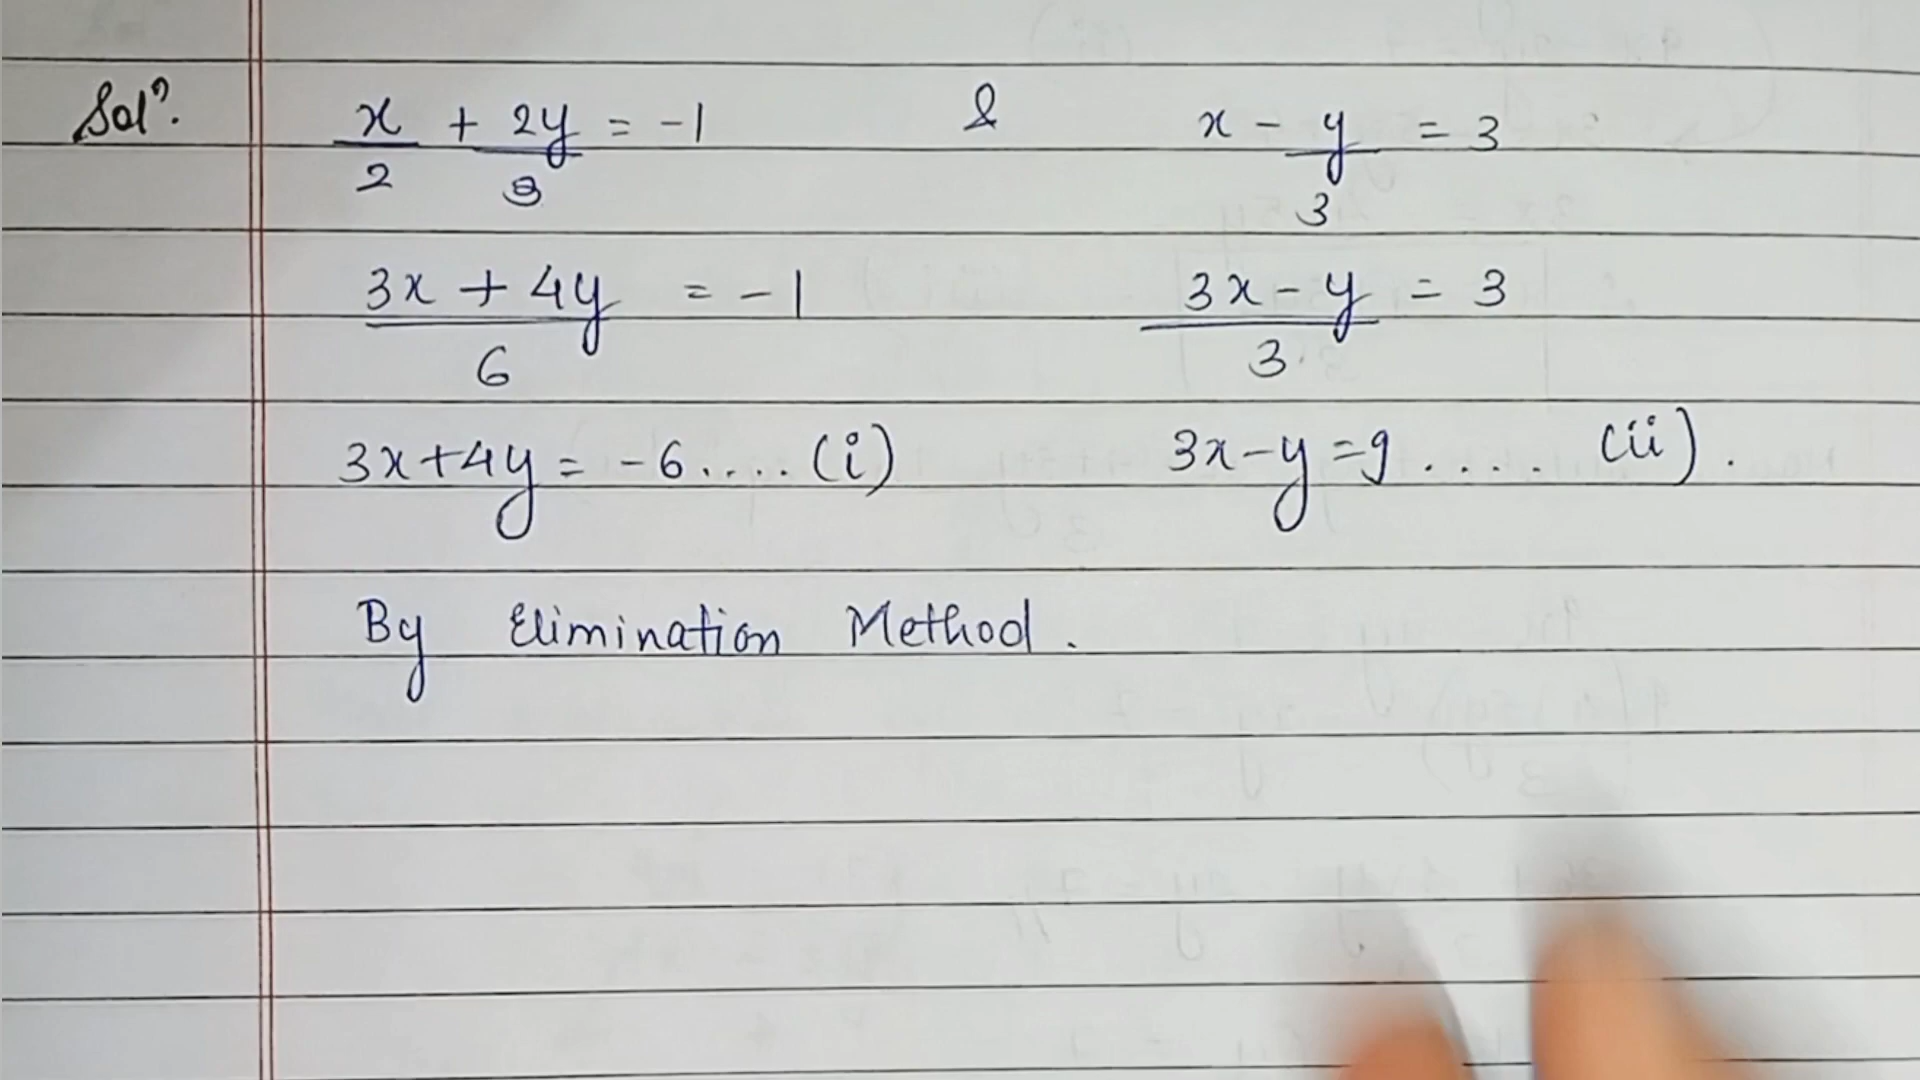 Solⁿ. x/2 + 2y/3 = -1 & x - y/3 = 3
(3x + 4y)/6 = -1 (3x - y)/3 = 3
3x+4y = -6 .... (i) 3x-y=9 ..... (ii).
By Elimination Method.